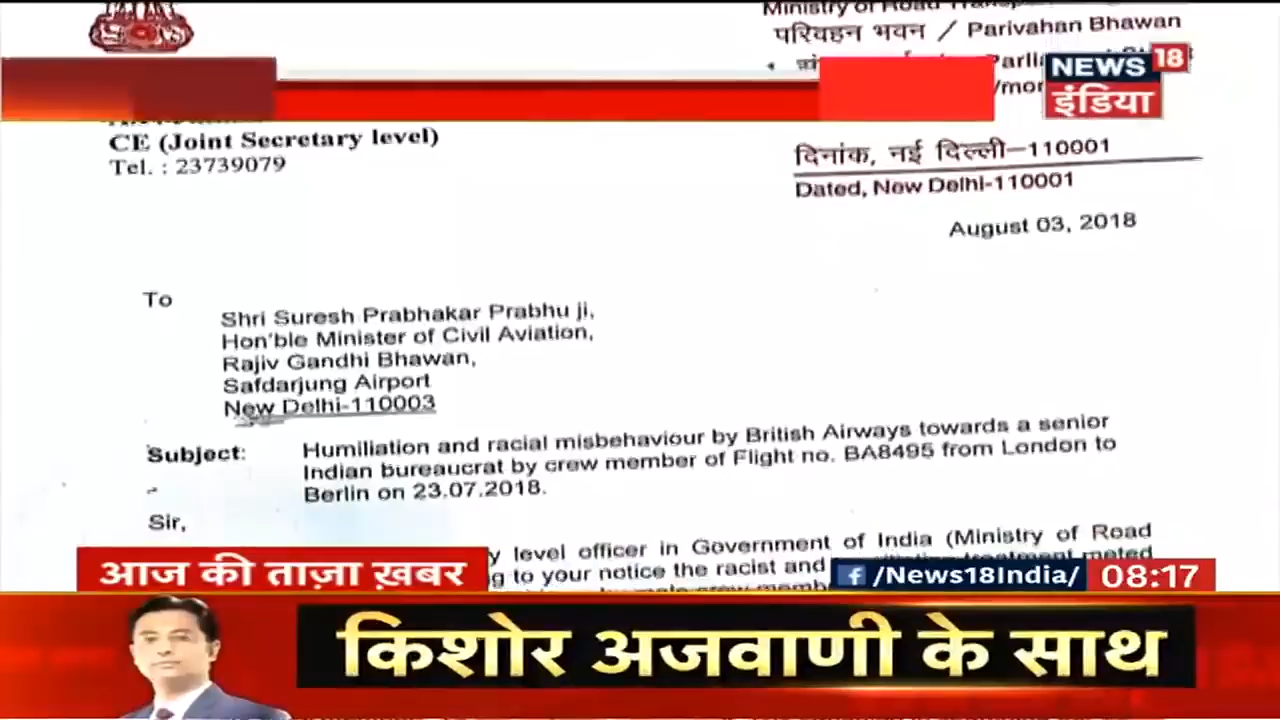 Ministry of Road
परिवहन भवन / Parivahan Bhawan
NEWS 18
इंडिया
CE (Joint Secretary level)
Tel. : 23739079
दिनांक, नई दिल्ली–110001
Dated, New Delhi-110001
August 03, 2018
To
Shri Suresh Prabhakar Prabhu ji,
Hon'ble Minister of Civil Aviation,
Rajiv Gandhi Bhawan,
Safdarjung Airport
New Delhi-110003
Subject: Humiliation and racial misbehaviour by British Airways towards a senior
Indian bureaucrat by crew member of Flight no. BA8495 from London to
Berlin on 23.07.2018.
Sir,
level officer in Government of India (Ministry of Road
to your notice the racist and treatment meted
आज की ताज़ा ख़बर
f /News18India/ 08:17
किशोर अजवाणी के साथ